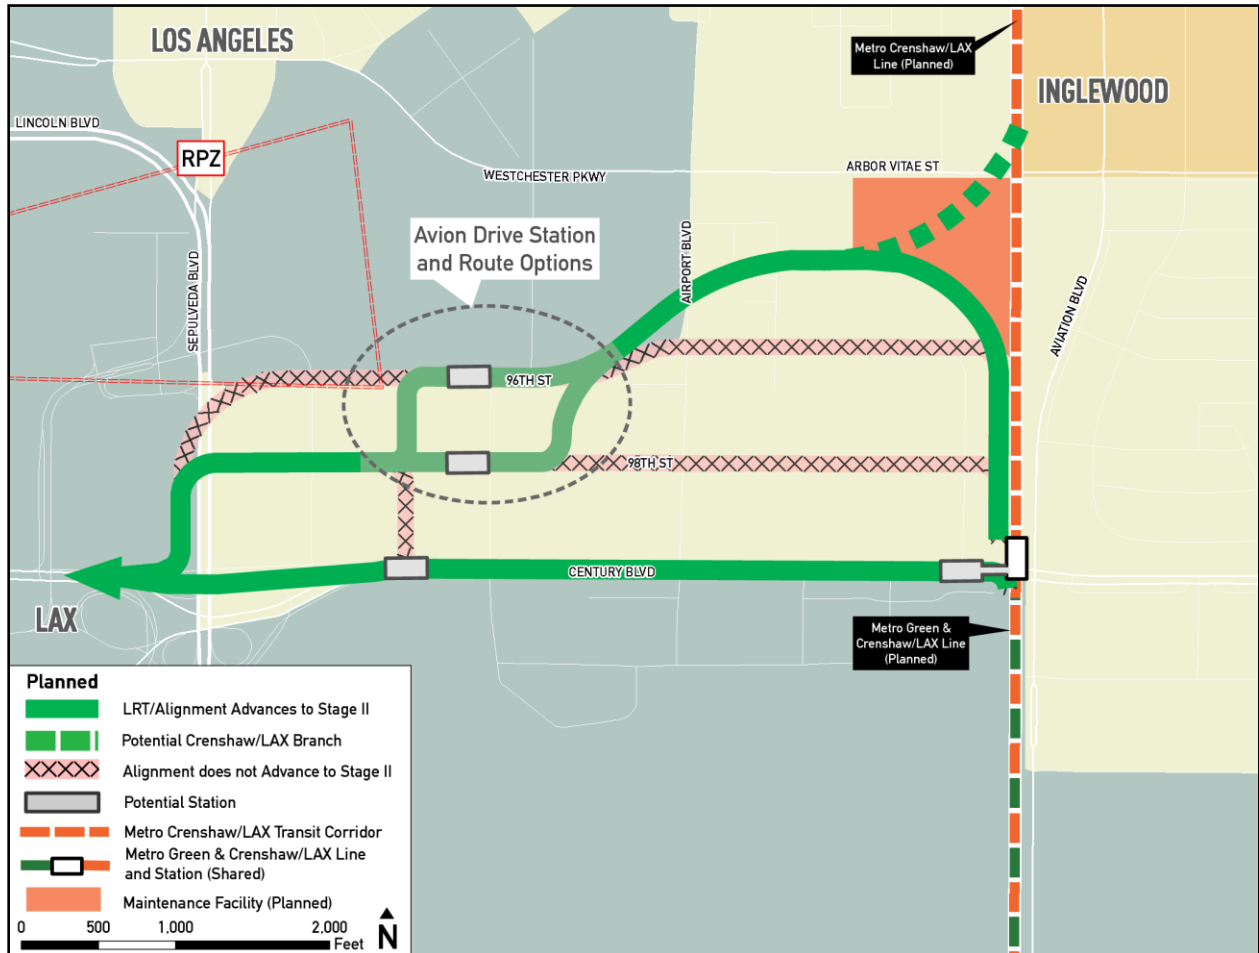 LOS ANGELES
Metro Crenshaw/LAX
Line (Planned)
INGLEWOOD
LINCOLN BLVD
RPZ
WESTCHESTER PKWY
ARBOR VITAE ST
Avion Drive Station
and Route Options
SEPULVEDA BLVD
AIRPORT BLVD
AVIATION BLVD
96TH ST
98TH ST
CENTURY BLVD
LAX
Metro Green &
Crenshaw/LAX Line
(Planned)
Planned
LRT/Alignment Advances to Stage II
Potential Crenshaw/LAX Branch
Alignment does not Advance to Stage II
Potential Station
Metro Crenshaw/LAX Transit Corridor
Metro Green & Crenshaw/LAX Line
and Station (Shared)
Maintenance Facility (Planned)
0 500 1,000 2,000
Feet
N